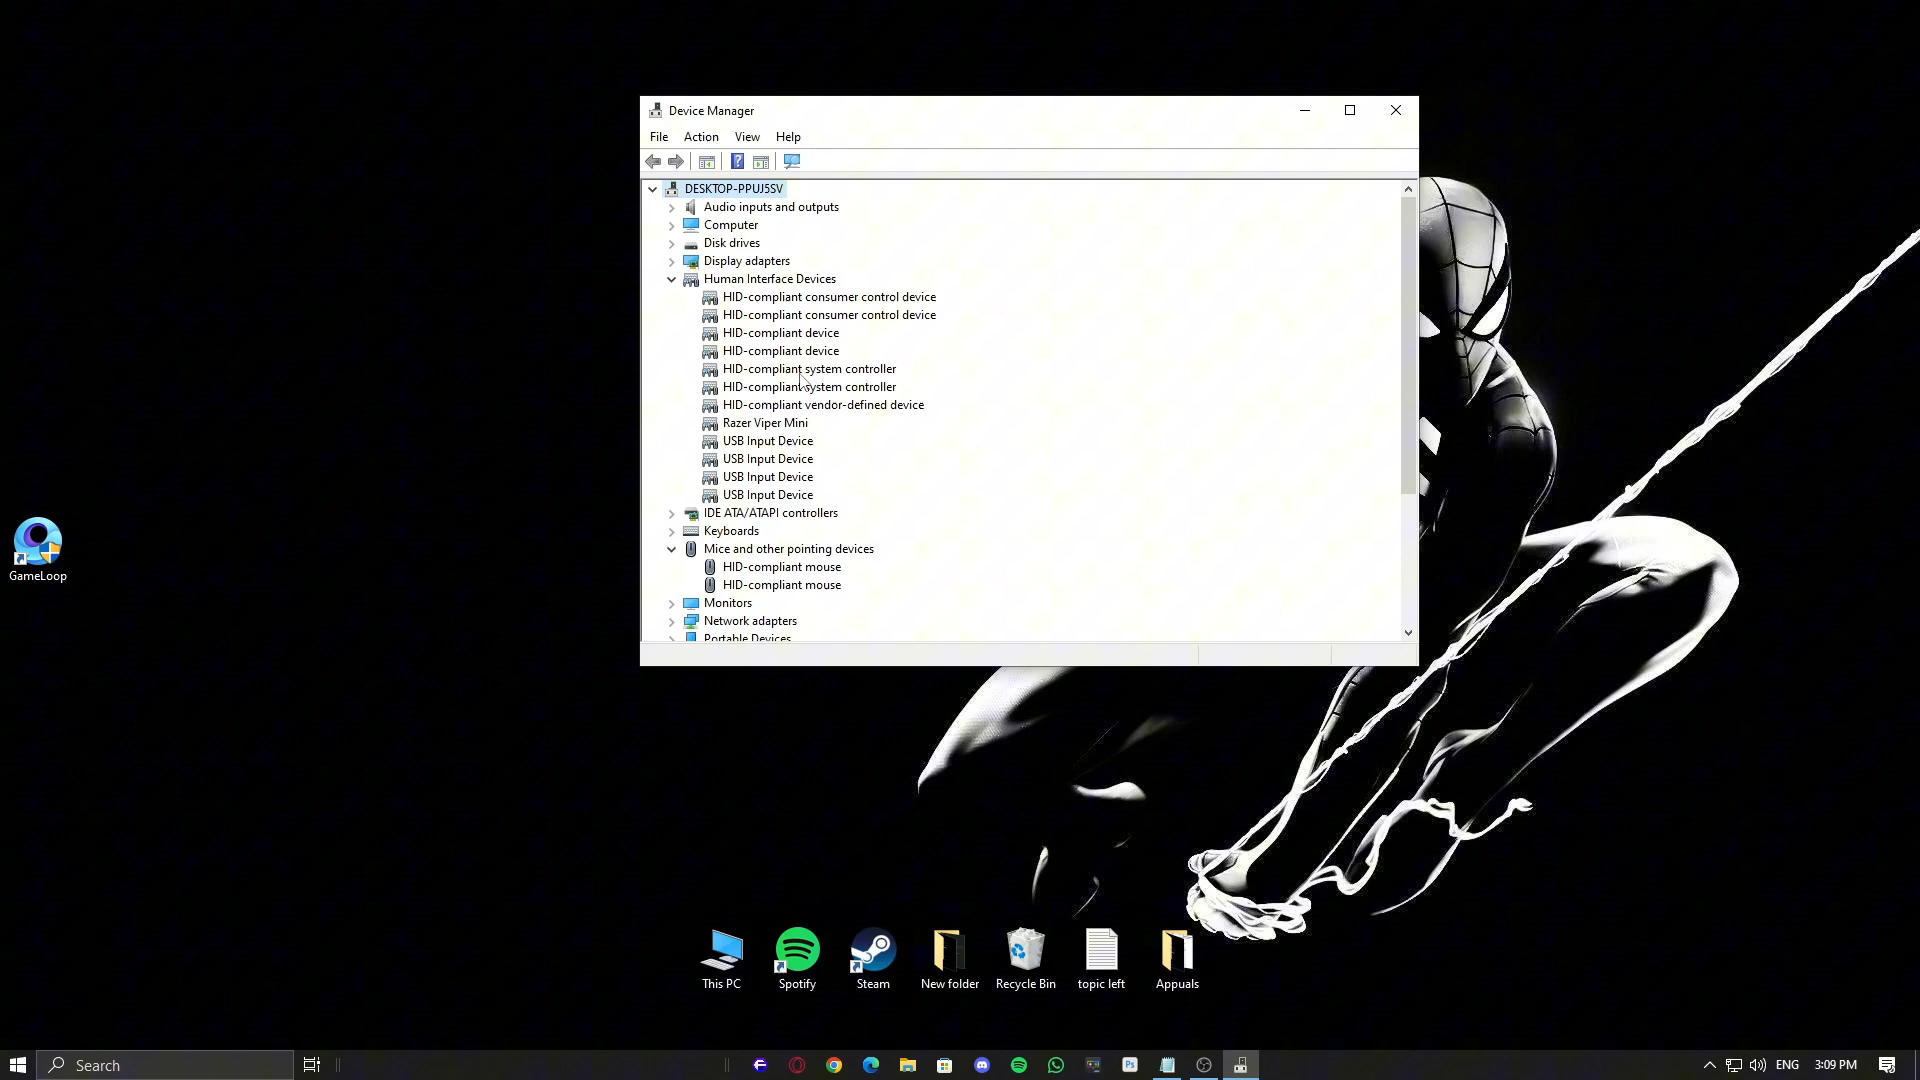 Device Manager
File Action View Help
DESKTOP-PPUJ5SV
Audio inputs and outputs
Computer
Disk drives
Display adapters
Human Interface Devices
HID-compliant consumer control device
HID-compliant consumer control device
HID-compliant device
HID-compliant device
HID-compliant system controller
HID-compliant system controller
HID-compliant vendor-defined device
Razer Viper Mini
USB Input Device
USB Input Device
USB Input Device
USB Input Device
IDE ATA/ATAPI controllers
Keyboards
Mice and other pointing devices
HID-compliant mouse
HID-compliant mouse
Monitors
Network adapters
Portable Devices
GameLoop
This PC
Spotify
Steam
New folder
Recycle Bin
topic left
Appuals
Search
Ps
ENG
3:09 PM